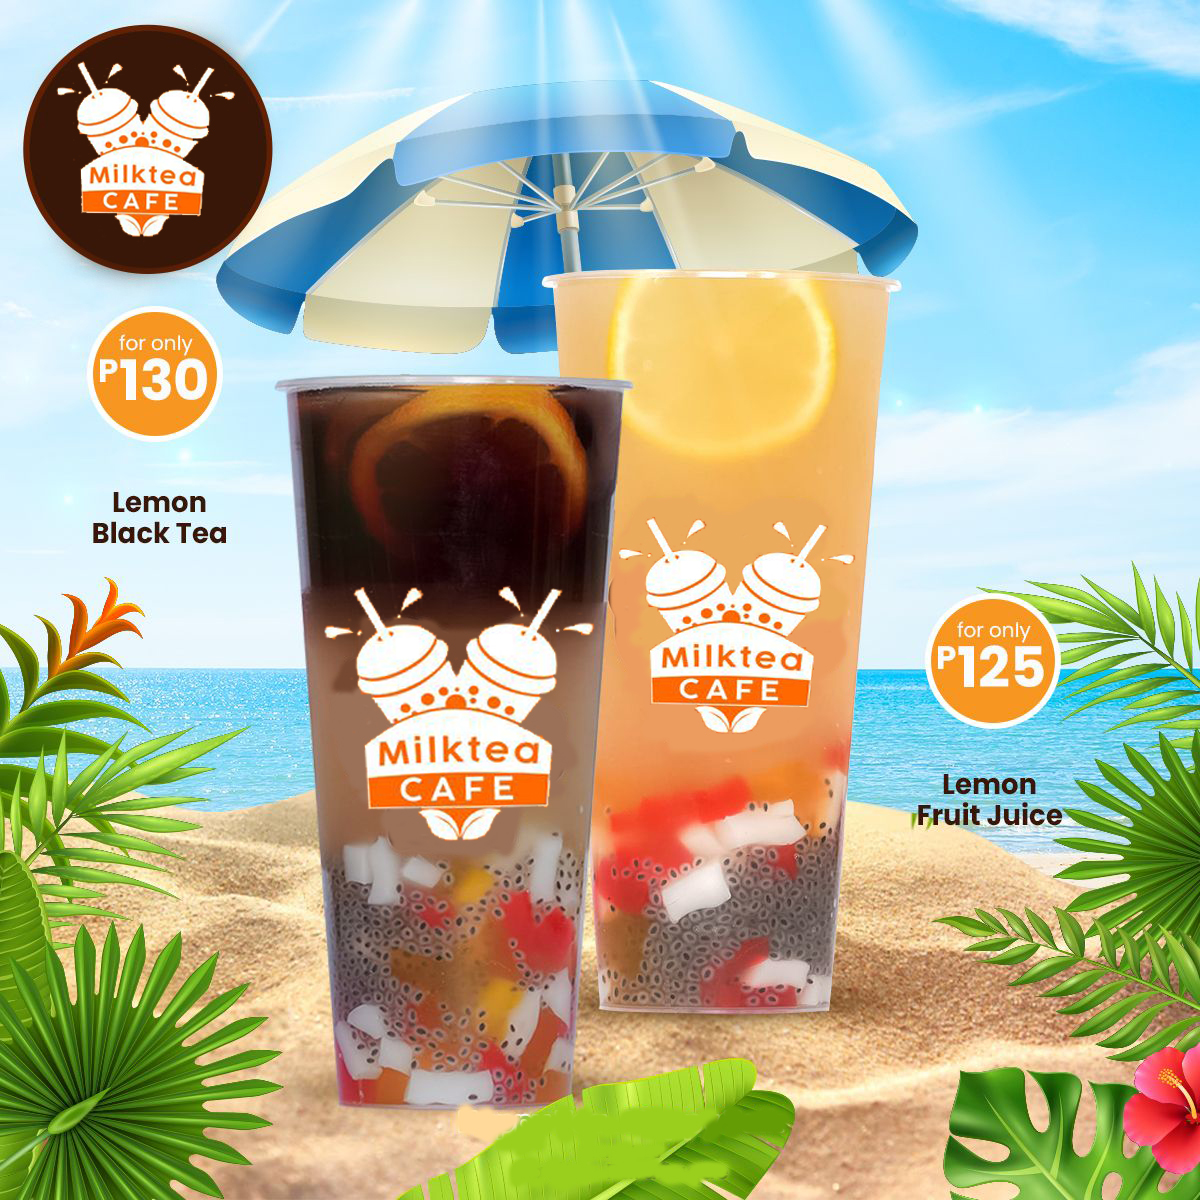 Milktea
CAFE
for only
P130
Lemon
Black Tea
Milktea
CAFE
Milktea
CAFE
for only
P125
Lemon
Fruit Juice